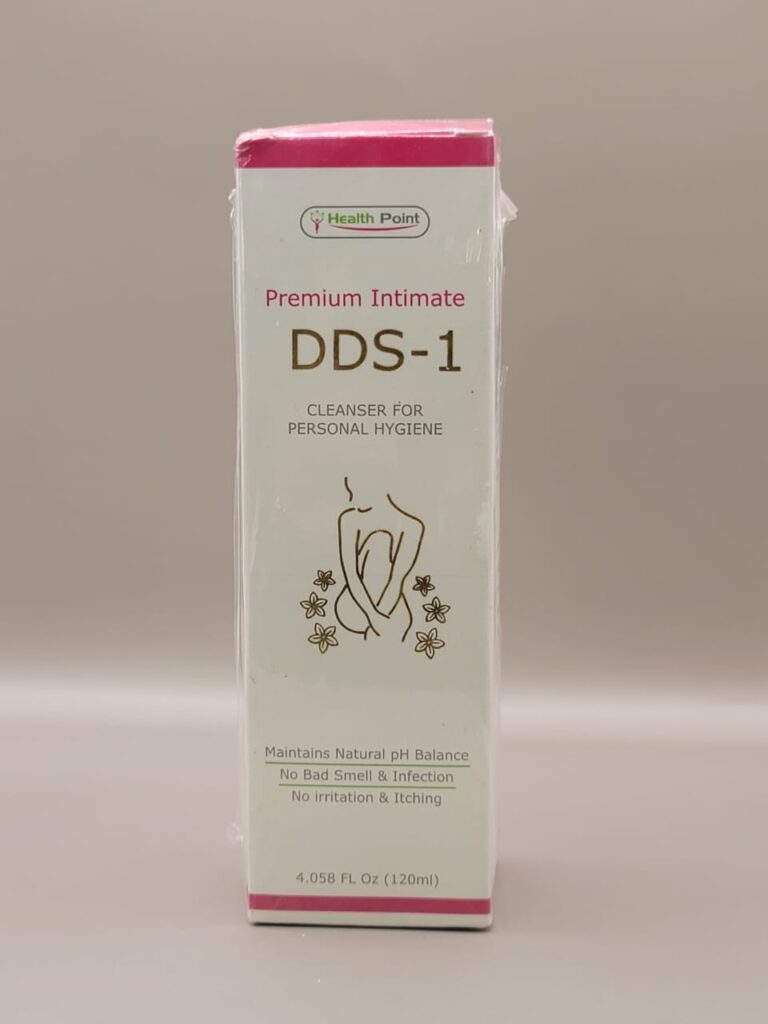 Health Point
Premium Intimate
DDS-1
CLEANSER FOR
PERSONAL HYGIENE
Maintains Natural pH Balance
No Bad Smell & Infection
No irritation & Itching
4.058 FL Oz (120ml)